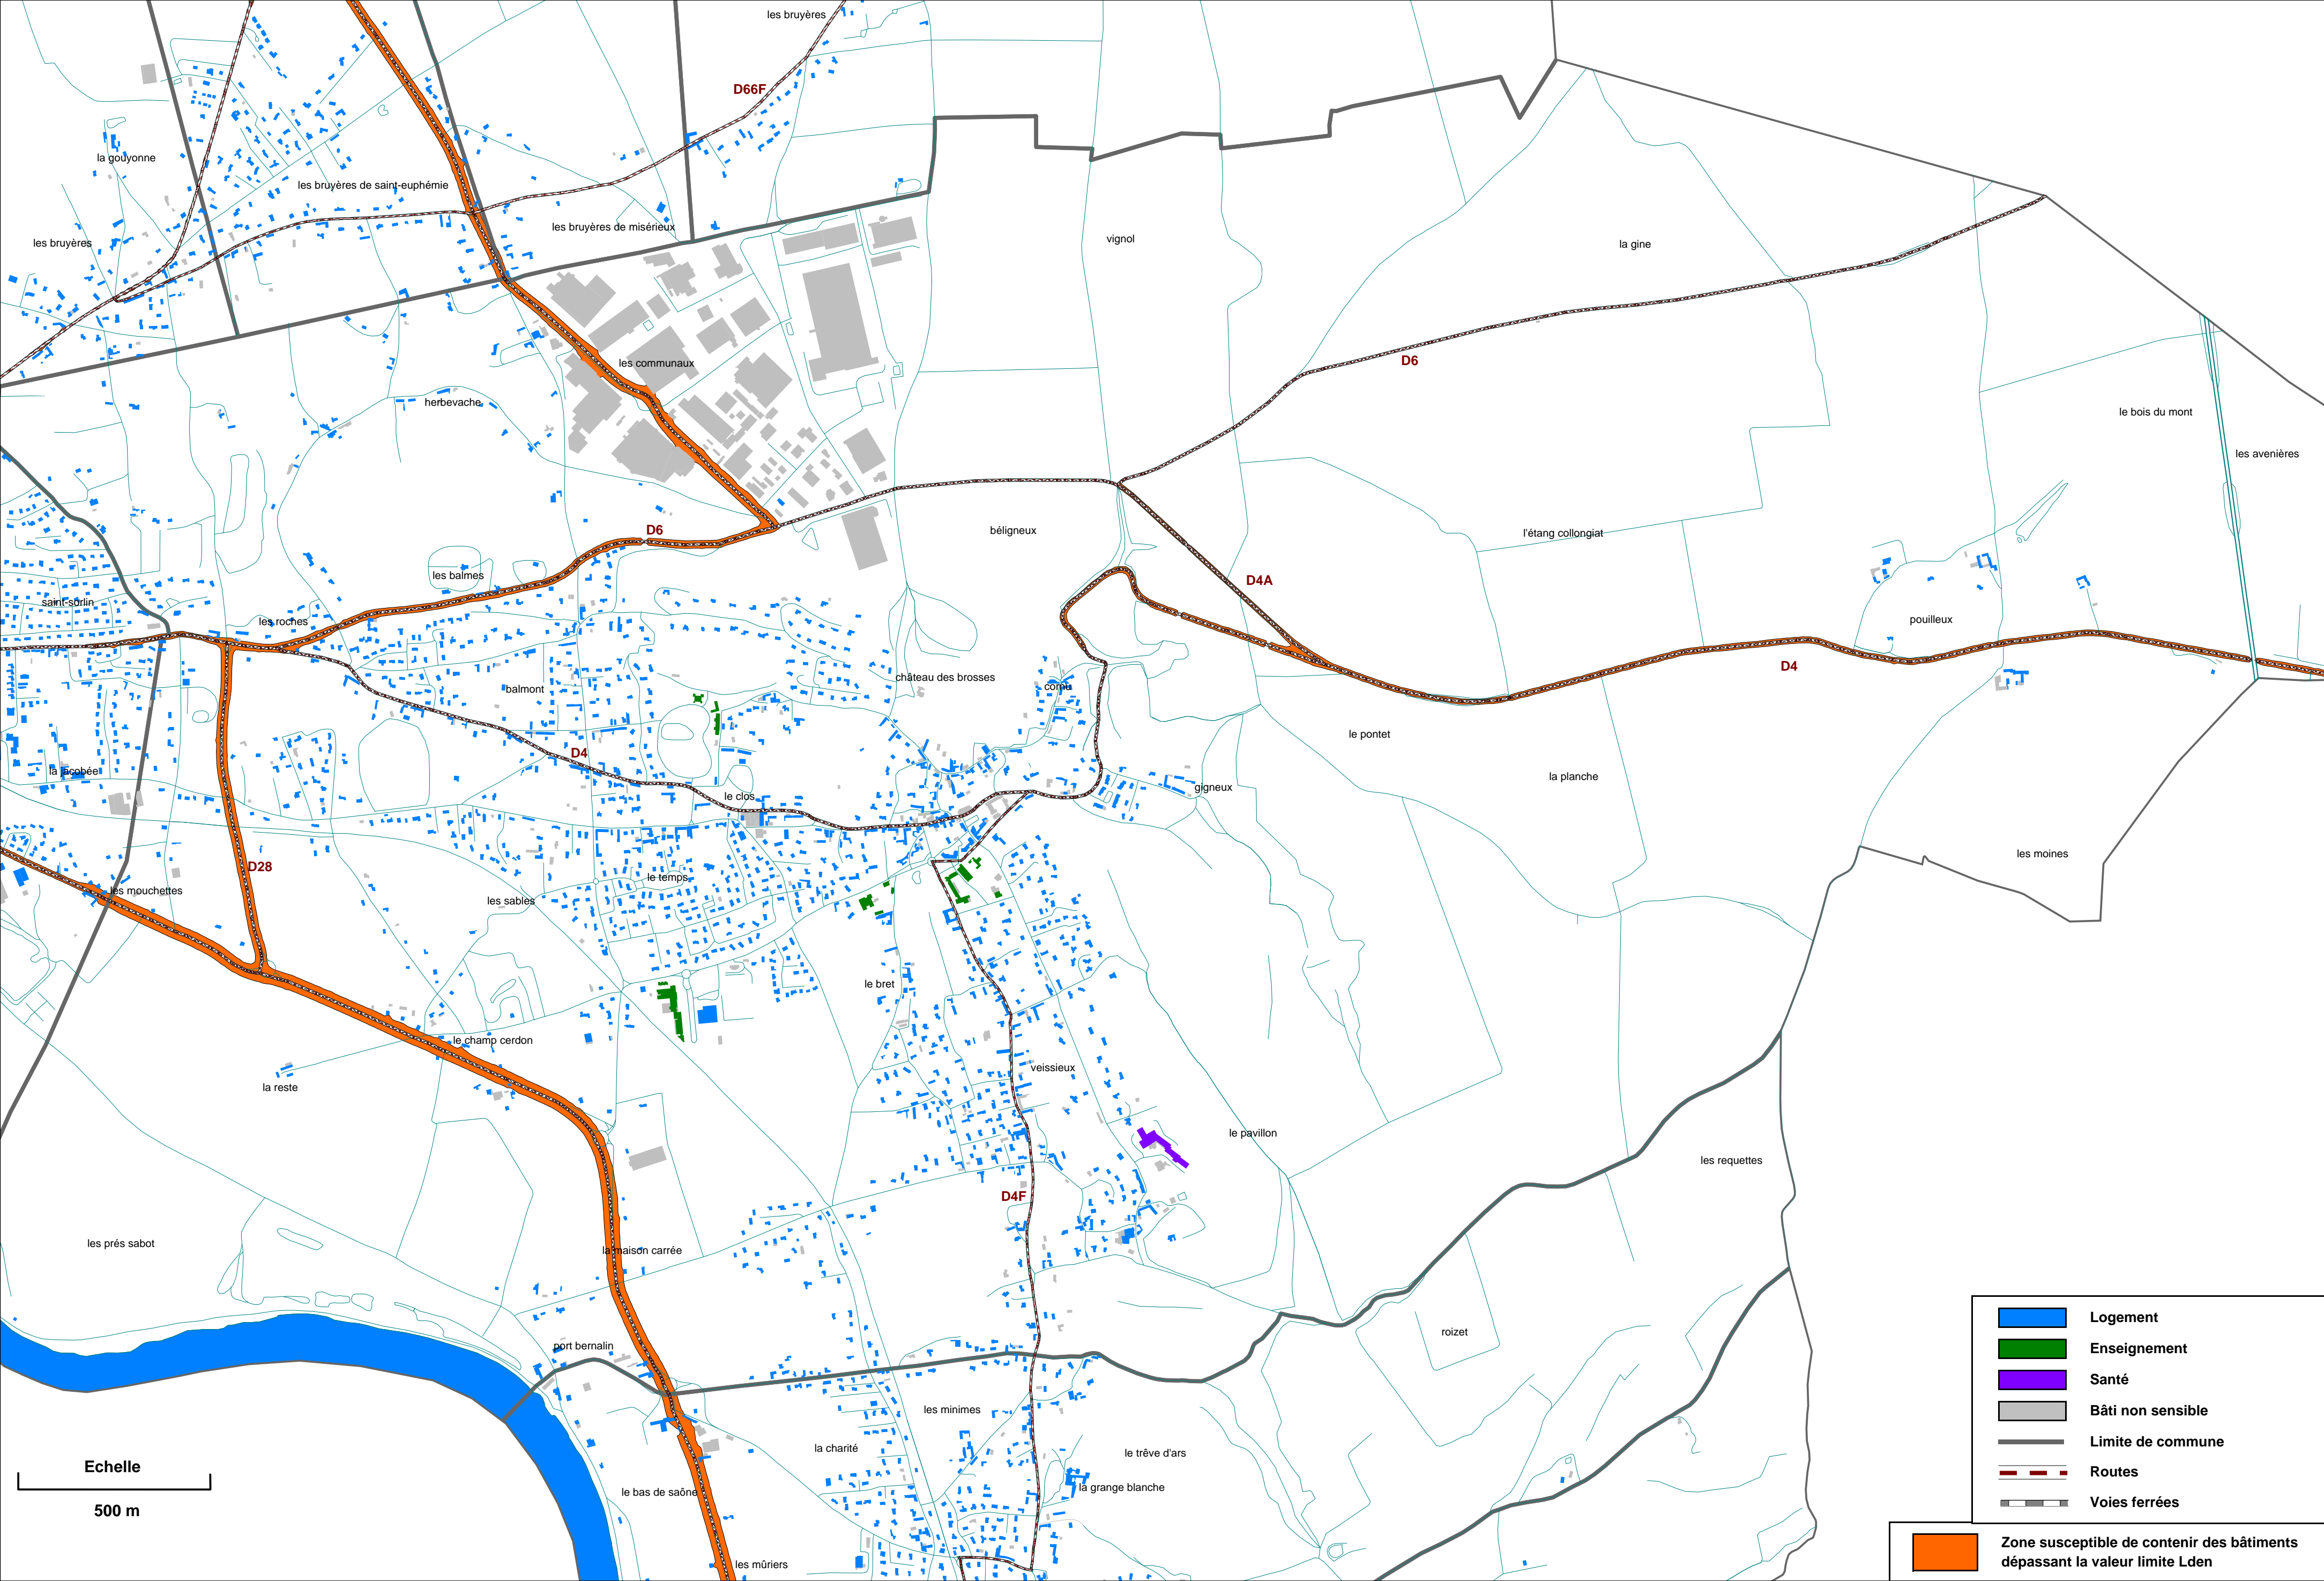 les bruyères
D66F
la gouyonne
les bruyères de saint-euphémie
les bruyères de misérieux
les bruyères
vignol
la gine
les communaux
D6
herbevache
le bois du mont
les avenières
D6
béligneux
l'étang collongiat
les balmes
D4A
saint-sorlin
les roches
pouilleux
D4
château des brosses
cornu
balmont
le pontet
D4
la jacobée
la planche
gigneux
le clos
les moines
D28
le temps
les mouchettes
les sables
le bret
le champ cerdon
veissieux
la reste
le pavillon
les requettes
D4F
les prés sabot
la maison carrée
port bernalin
roizet
les minimes
la charité
le trêve d'ars
la grange blanche
le bas de saône
les mûriers
Echelle
500 m
Logement
Enseignement
Santé
Bâti non sensible
Limite de commune
Routes
Voies ferrées
Zone susceptible de contenir des bâtiments
dépassant la valeur limite Lden